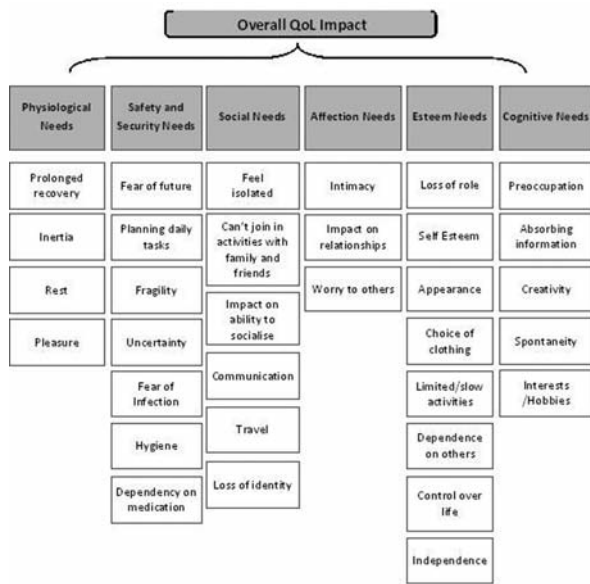 Overall QoL Impact
Physiological
Needs
Safety and
Security Needs
Social Needs
Affection Needs
Esteem Needs
Cognitive Needs
Prolonged
recovery
Inertia
Rest
Pleasure
Fear of future
Planning daily
tasks
Fragility
Uncertainty
Fear of
Infection
Hygiene
Dependency on
medication
Feel
isolated
Can't join in
activities with
family and
friends
Impact on
ability to
socialise
Communication
Travel
Loss of identity
Intimacy
Impact on
relationships
Worry to others
Loss of role
Self Esteem
Appearance
Choice of
clothing
Limited/slow
activities
Dependence
on others
Control over
life
Independence
Preoccupation
Absorbing
information
Creativity
Spontaneity
Interests
/Hobbies